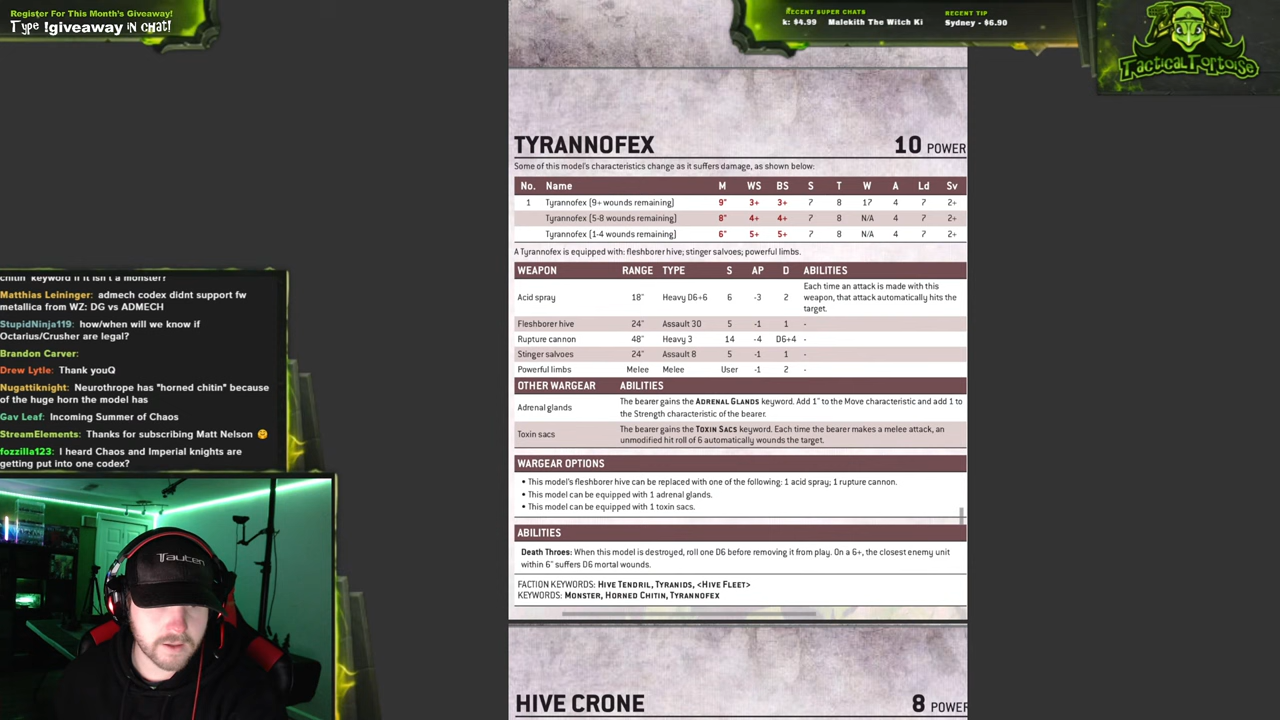 Register For This Month's Giveaway!
Type !giveaway in chat!
RECENT SUPER CHATS
k: $4.99 Malekith The Witch Ki
RECENT TIP
Sydney - $6.90
TacticalTortoise
TYRANNOFEX
10 POWER
Some of this model's characteristics change as it suffers damage, as shown below:
No. Name M WS BS S T W A Ld Sv
1 Tyrannofex (9+ wounds remaining) 9" 3+ 3+ 7 8 17 4 7 2+
Tyrannofex (5-8 wounds remaining) 8" 4+ 4+ 7 8 N/A 4 7 2+
Tyrannofex (1-4 wounds remaining) 6" 5+ 5+ 7 8 N/A 4 7 2+
A Tyrannofex is equipped with: fleshborer hive; stinger salvoes; powerful limbs.
WEAPON RANGE TYPE S AP D ABILITIES
Acid spray 18" Heavy D6+6 6 -3 2 Each time an attack is made with this
weapon, that attack automatically hits the
target.
Fleshborer hive 24" Assault 30 5 -1 1 -
Rupture cannon 48" Heavy 3 14 -4 D6+4 -
Stinger salvoes 24" Assault 8 5 -1 1 -
Powerful limbs Melee Melee User -1 2 -
OTHER WARGEAR ABILITIES
Adrenal glands The bearer gains the ADRENAL GLANDS keyword. Add 1" to the Move characteristic and add 1 to
the Strength characteristic of the bearer.
Toxin sacs The bearer gains the TOXIN SACS keyword. Each time the bearer makes a melee attack, an
unmodified hit roll of 6 automatically wounds the target.
WARGEAR OPTIONS
• This model's fleshborer hive can be replaced with one of the following: 1 acid spray; 1 rupture cannon.
• This model can be equipped with 1 adrenal glands.
• This model can be equipped with 1 toxin sacs.
ABILITIES
Death Throes: When this model is destroyed, roll one D6 before removing it from play. On a 6+, the closest enemy unit
within 6" suffers D6 mortal wounds.
FACTION KEYWORDS: HIVE TENDRIL, TYRANIDS, <HIVE FLEET>
KEYWORDS: MONSTER, HORNED CHITIN, TYRANNOFEX
HIVE CRONE
8 POWER
chitin" keyword if it isn't a monster?
Matthias Leininger: admech codex didnt support fw
metallica from WZ: DG vs ADMECH
StupidNinja119: how/when will we know if
Octarius/Crusher are legal?
Brandon Carver:
Drew Lytle: Thank youQ
Nugattiknight: Neurothrope has "horned chitin" because
of the huge horn the model has
Gav Leaf: Incoming Summer of Chaos
StreamElements: Thanks for subscribing Matt Nelson
fozzilla123: I heard Chaos and Imperial knights are
getting put into one codex?
Tauten